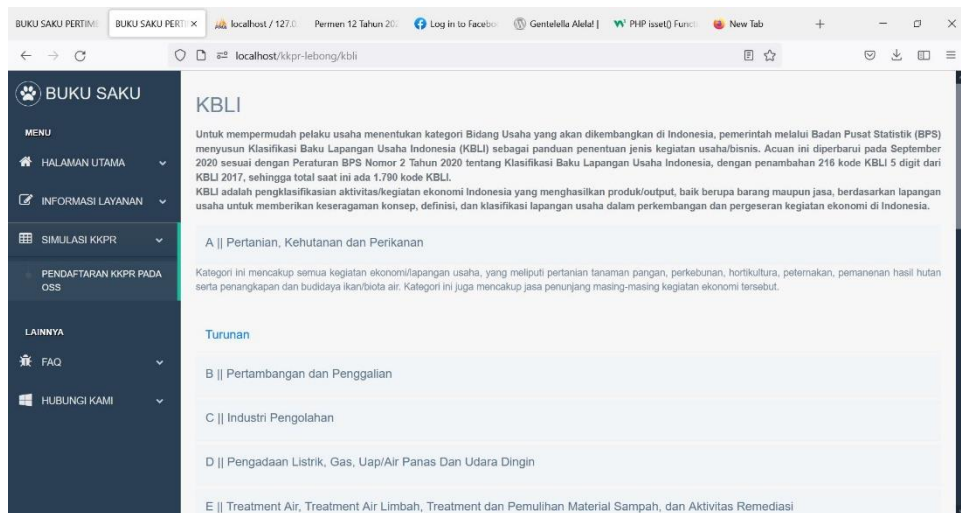 BUKU SAKU PERTIM
BUKU SAKU PERTI
localhost / 127.0.
Permen 12 Tahun 20
Log in to Facebo
Gentelella Alela! |
PHP isset() Functi
New Tab
localhost/kkpr-lebong/kbli
BUKU SAKU
MENU
HALAMAN UTAMA
INFORMASI LAYANAN
SIMULASI KKPR
PENDAFTARAN KKPR PADA
OSS
LAINNYA
FAQ
HUBUNGI KAMI
KBLI
Untuk mempermudah pelaku usaha menentukan kategori Bidang Usaha yang akan dikembangkan di Indonesia, pemerintah melalui Badan Pusat Statistik (BPS)
menyusun Klasifikasi Baku Lapangan Usaha Indonesia (KBLI) sebagai panduan penentuan jenis kegiatan usaha/bisnis. Acuan ini diperbarui pada September
2020 sesuai dengan Peraturan BPS Nomor 2 Tahun 2020 tentang Klasifikasi Baku Lapangan Usaha Indonesia, dengan penambahan 216 kode KBLI 5 digit dari
KBLI 2017, sehingga total saat ini ada 1.790 kode KBLI.
KBLI adalah pengklasifikasian aktivitas/kegiatan ekonomi Indonesia yang menghasilkan produk/output, baik berupa barang maupun jasa, berdasarkan lapangan
usaha untuk memberikan keseragaman konsep, definisi, dan klasifikasi lapangan usaha dalam perkembangan dan pergeseran kegiatan ekonomi di Indonesia.
A || Pertanian, Kehutanan dan Perikanan
Kategori ini mencakup semua kegiatan ekonomi/lapangan usaha, yang meliputi pertanian tanaman pangan, perkebunan, hortikultura, peternakan, pemanenan hasil hutan
serta penangkapan dan budidaya ikan/biota air. Kategori ini juga mencakup jasa penunjang masing-masing kegiatan ekonomi tersebut.
Turunan
B || Pertambangan dan Penggalian
C || Industri Pengolahan
D || Pengadaan Listrik, Gas, Uap/Air Panas Dan Udara Dingin
E || Treatment Air, Treatment Air Limbah, Treatment dan Pemulihan Material Sampah, dan Aktivitas Remediasi